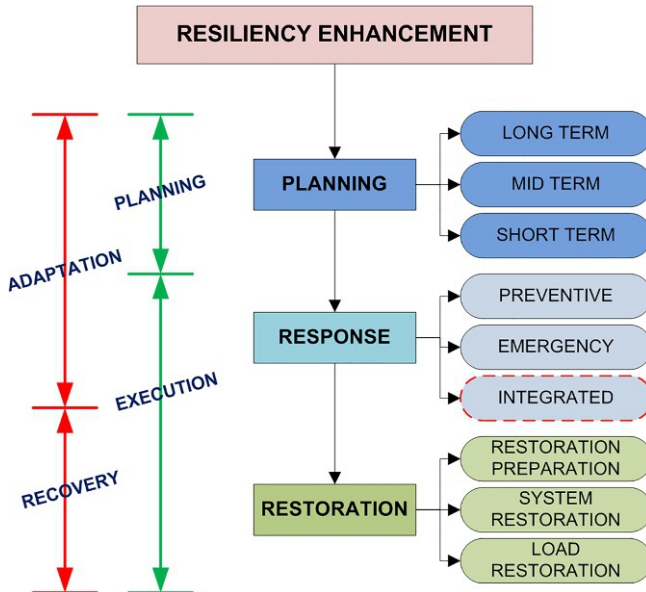 RESILIENCY ENHANCEMENT
PLANNING
ADAPTATION
EXECUTION
RECOVERY
PLANNING
LONG TERM
MID TERM
SHORT TERM
RESPONSE
PREVENTIVE
EMERGENCY
INTEGRATED
RESTORATION
RESTORATION
PREPARATION
SYSTEM
RESTORATION
LOAD
RESTORATION